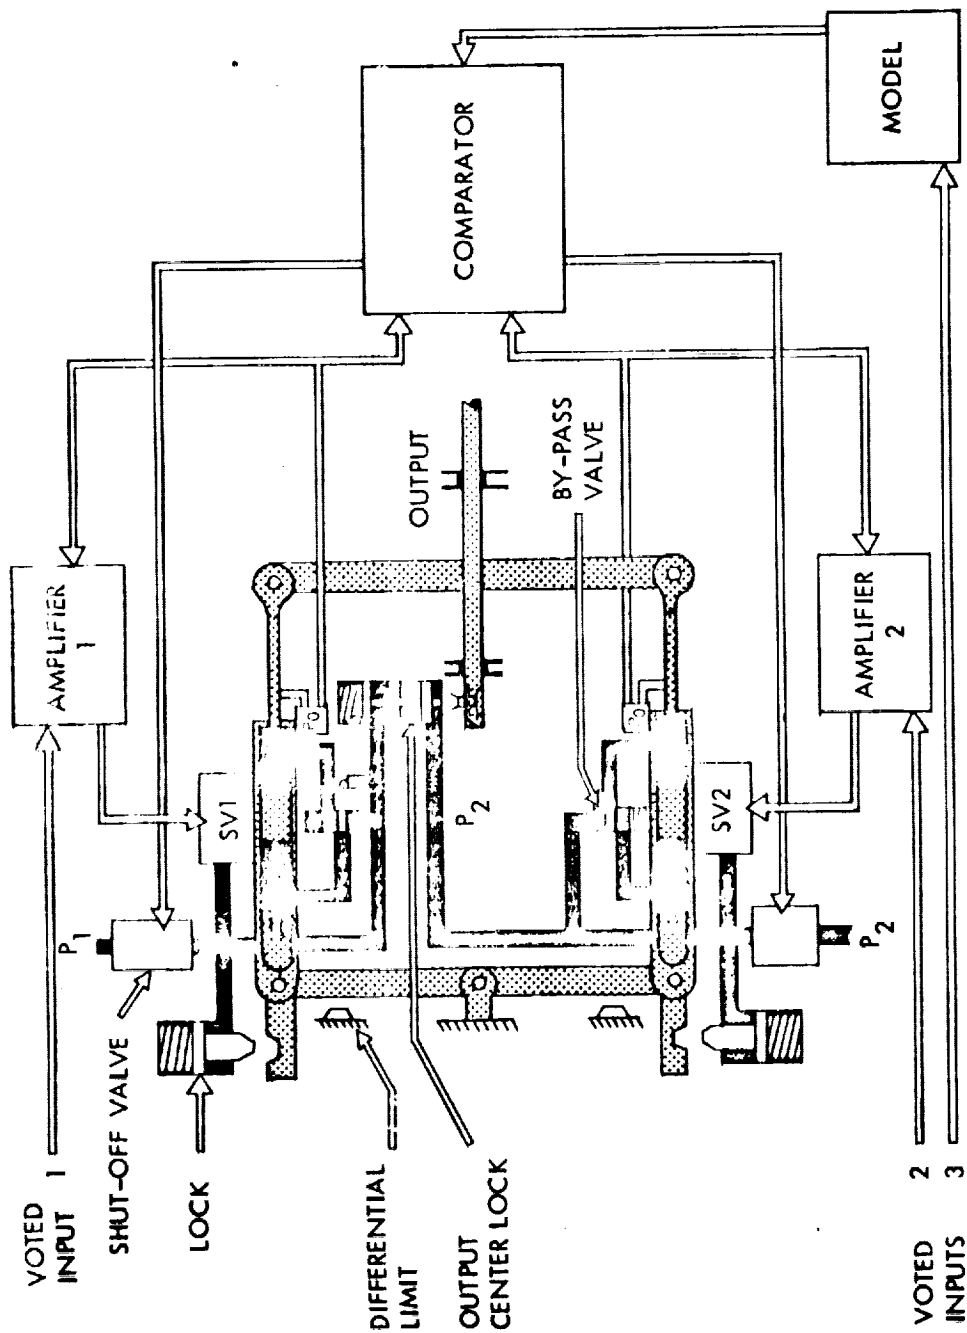 VOTED
INPUT 1
SHUT-OFF VALVE
LOCK
P1
AMPLIFIER
1
SV1
DIFFERENTIAL
LIMIT
OUTPUT
CENTER LOCK
P2
OUTPUT
BY-PASS
VALVE
COMPARATOR
MODEL
SV2
P2
AMPLIFIER
2
VOTED 2
INPUTS 3